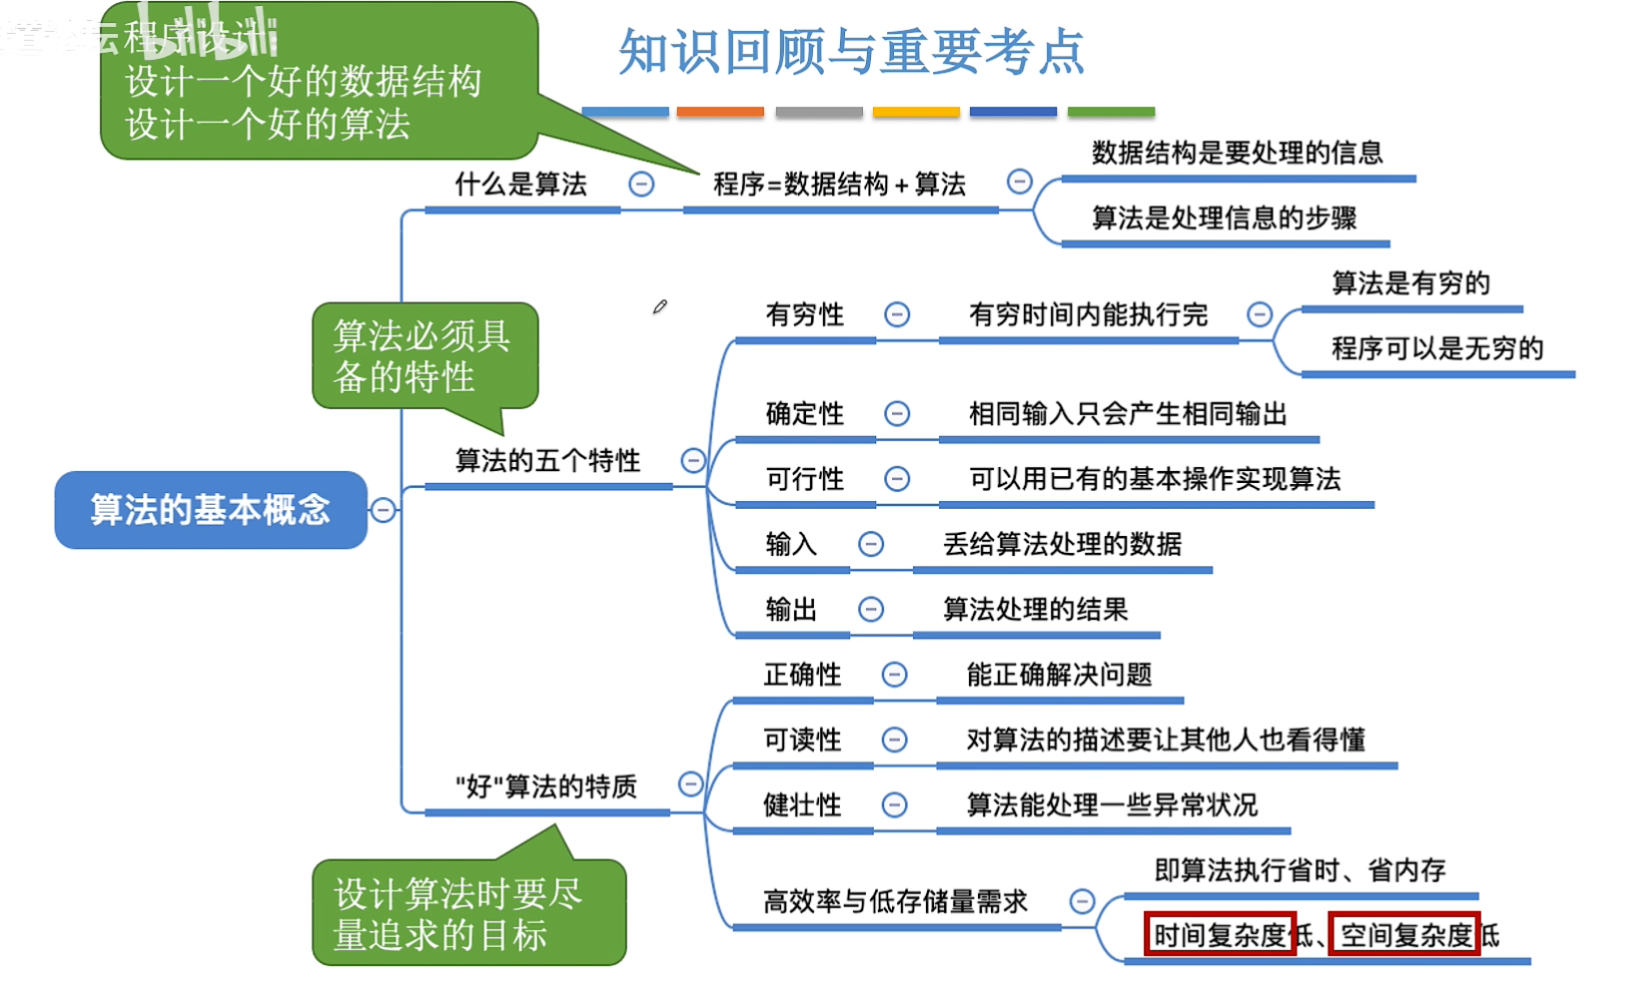 程序设计:
设计一个好的数据结构
设计一个好的算法
知识回顾与重要考点
什么是算法
程序=数据结构+算法
数据结构是要处理的信息
算法是处理信息的步骤
算法必须具
备的特性
算法的五个特性
有穷性
有穷时间内能执行完
算法是有穷的
程序可以是无穷的
确定性
相同输入只会产生相同输出
可行性
可以用已有的基本操作实现算法
输入
丢给算法处理的数据
输出
算法处理的结果
算法的基本概念
"好"算法的特质
正确性
能正确解决问题
可读性
对算法的描述要让其他人也看得懂
健壮性
算法能处理一些异常状况
高效率与低存储量需求
即算法执行省时、省内存
时间复杂度低、空间复杂度低
设计算法时要尽
量追求的目标
bilibili